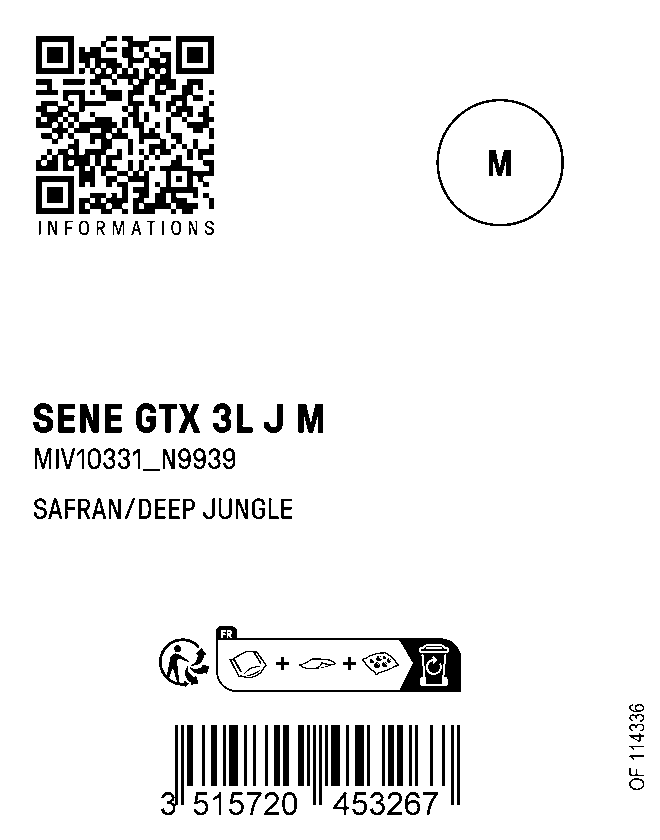 INFORMATIONS
M
SENE GTX 3L J M
MIV10331_N9939
SAFRAN/DEEP JUNGLE
FR
+ +
3 515720 453267
OF 114336